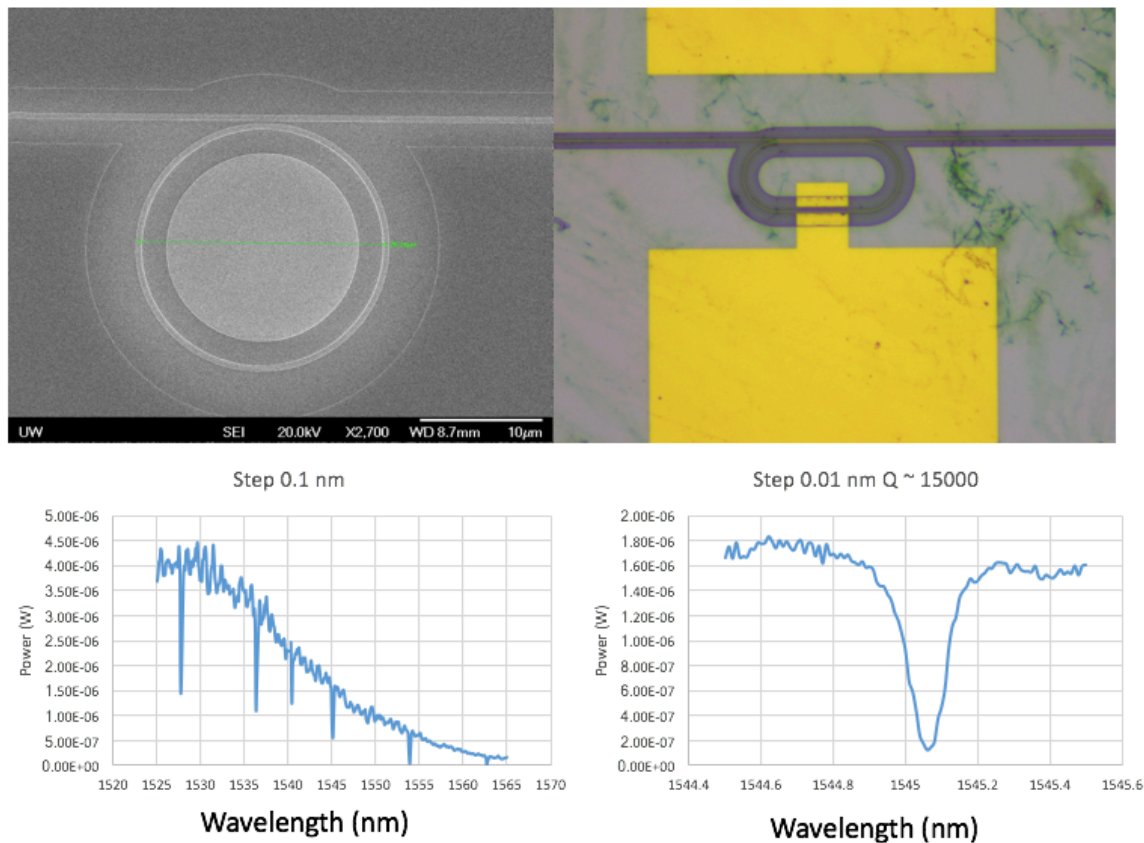 UW SEI 20.0kV X2,700 WD 8.7mm 10µm
Step 0.1 nm
5.00E-06
4.50E-06
4.00E-06
3.50E-06
3.00E-06
2.50E-06
2.00E-06
1.50E-06
1.00E-06
5.00E-07
0.00E+00
Power (W)
1520 1525 1530 1535 1540 1545 1550 1555 1560 1565 1570
Wavelength (nm)
Step 0.01 nm Q ~ 15000
2.00E-06
1.80E-06
1.60E-06
1.40E-06
1.20E-06
1.00E-06
8.00E-07
6.00E-07
4.00E-07
2.00E-07
0.00E+00
Power (W)
1544.4 1544.6 1544.8 1545 1545.2 1545.4 1545.6
Wavelength (nm)